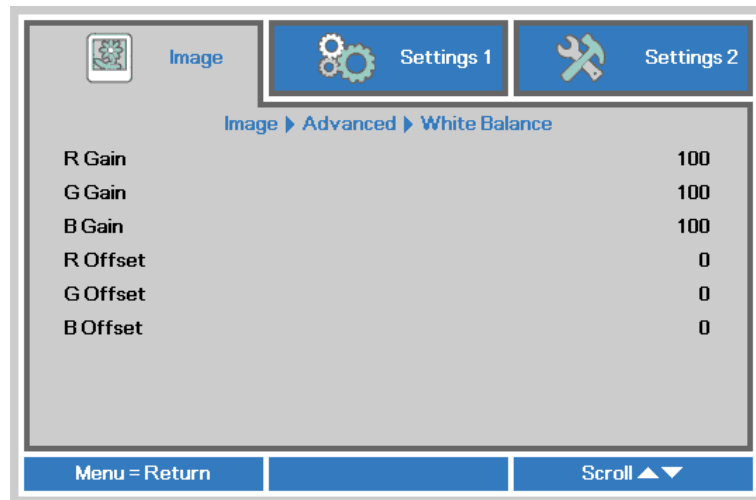 Image Settings 1 Settings 2
Image Advanced White Balance
R Gain 100
G Gain 100
B Gain 100
R Offset 0
G Offset 0
B Offset 0
Menu = Return Scroll